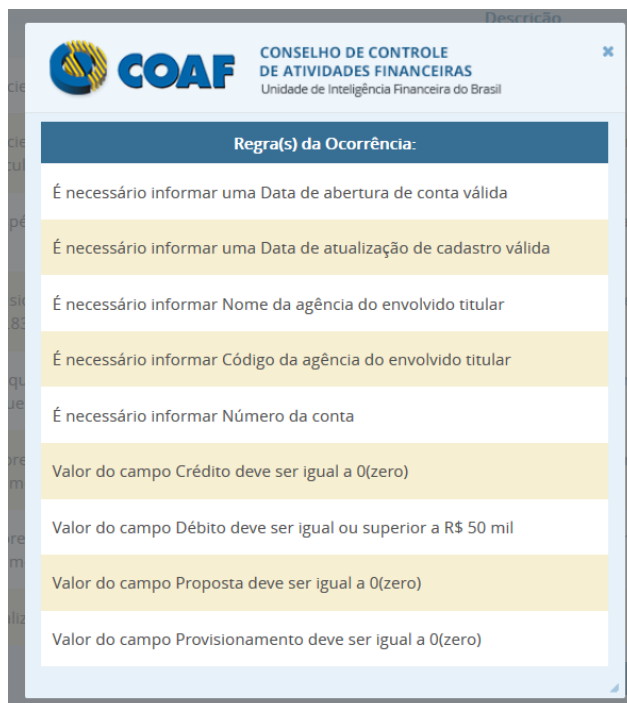 Descrição
COAF
CONSELHO DE CONTROLE
DE ATIVIDADES FINANCEIRAS
Unidade de Inteligência Financeira do Brasil
Regra(s) da Ocorrência:
É necessário informar uma Data de abertura de conta válida
É necessário informar uma Data de atualização de cadastro válida
É necessário informar Nome da agência do envolvido titular
É necessário informar Código da agência do envolvido titular
É necessário informar Número da conta
Valor do campo Crédito deve ser igual a 0(zero)
Valor do campo Débito deve ser igual ou superior a R$ 50 mil
Valor do campo Proposta deve ser igual a 0(zero)
Valor do campo Provisionamento deve ser igual a 0(zero)